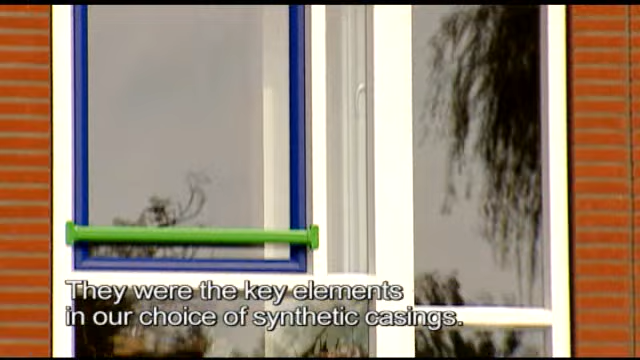 They were the key elements
in our choice of synthetic casings.